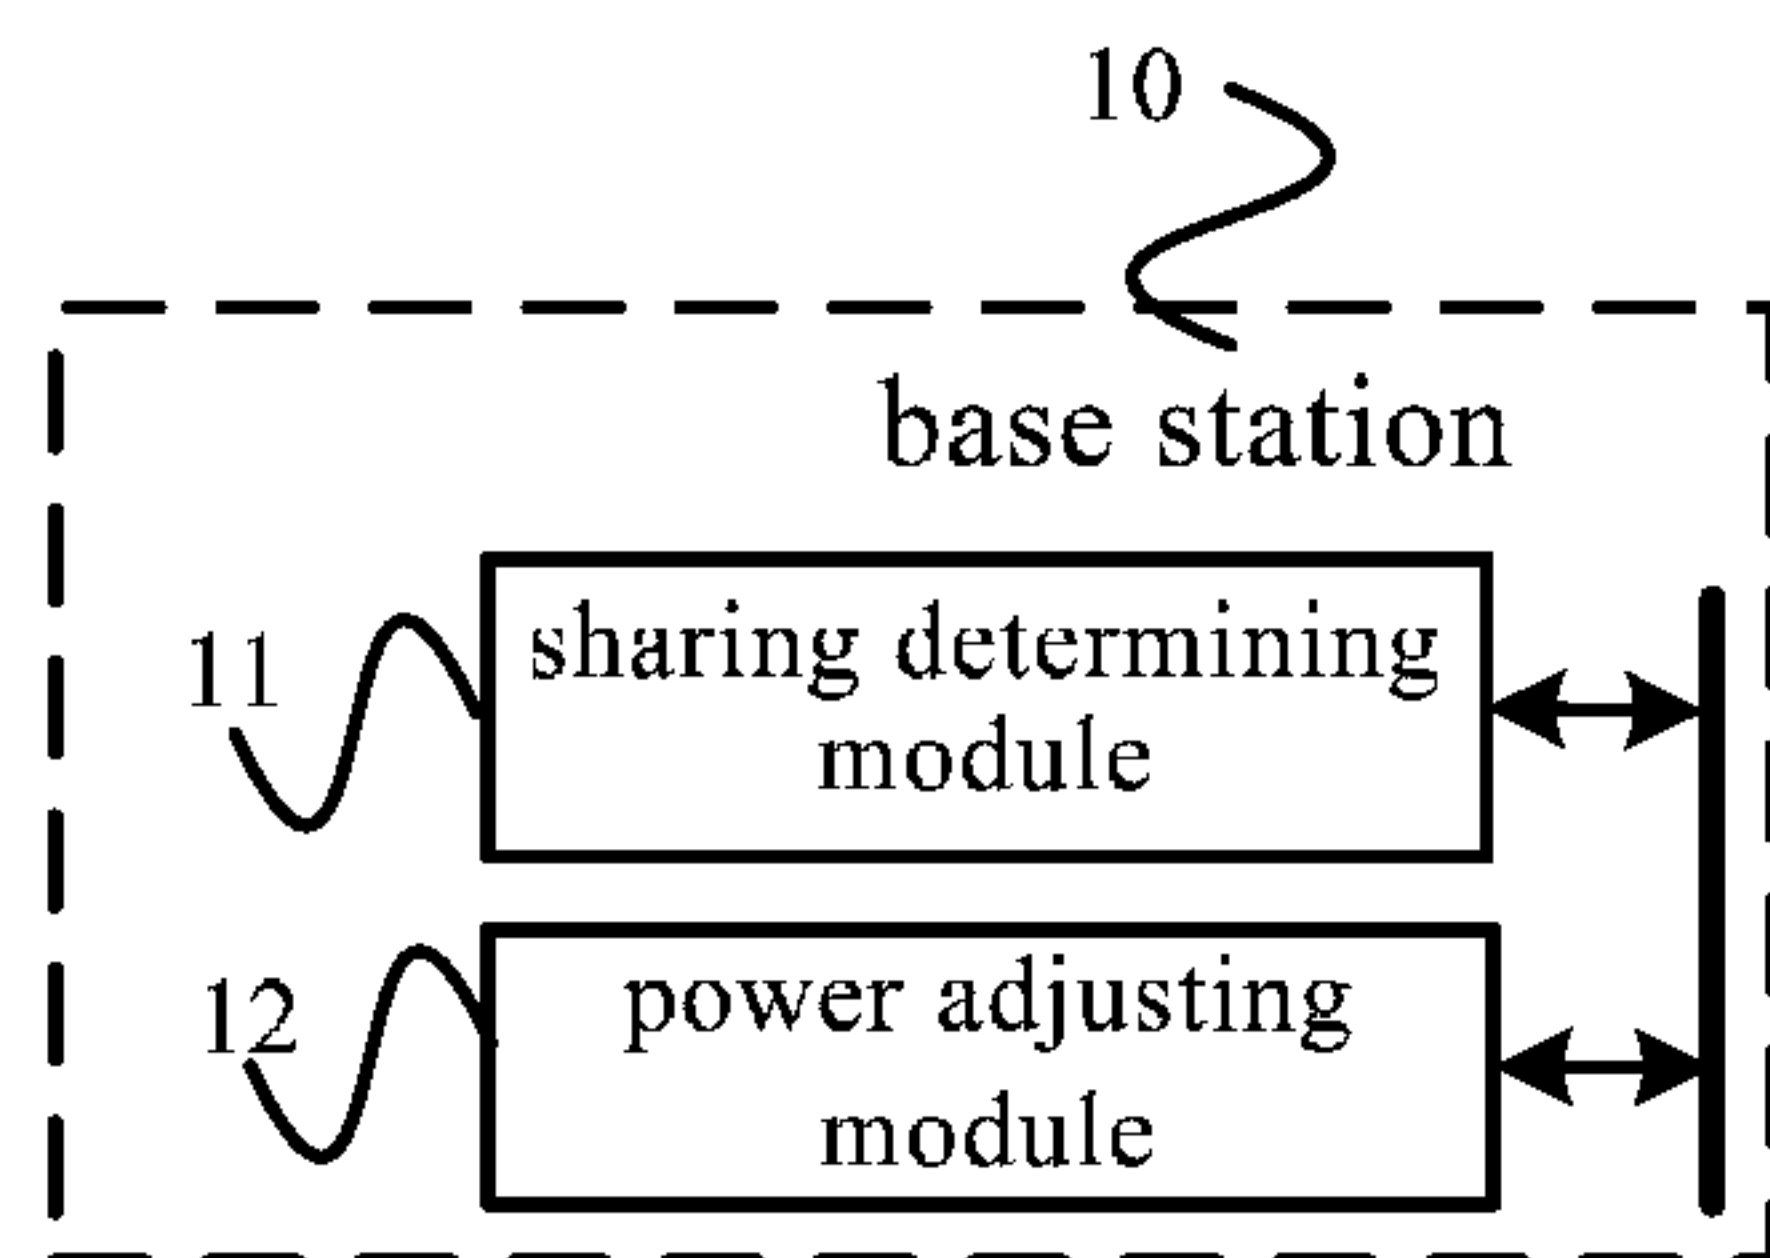 10
base station
11
sharing determining
module
12
power adjusting
module